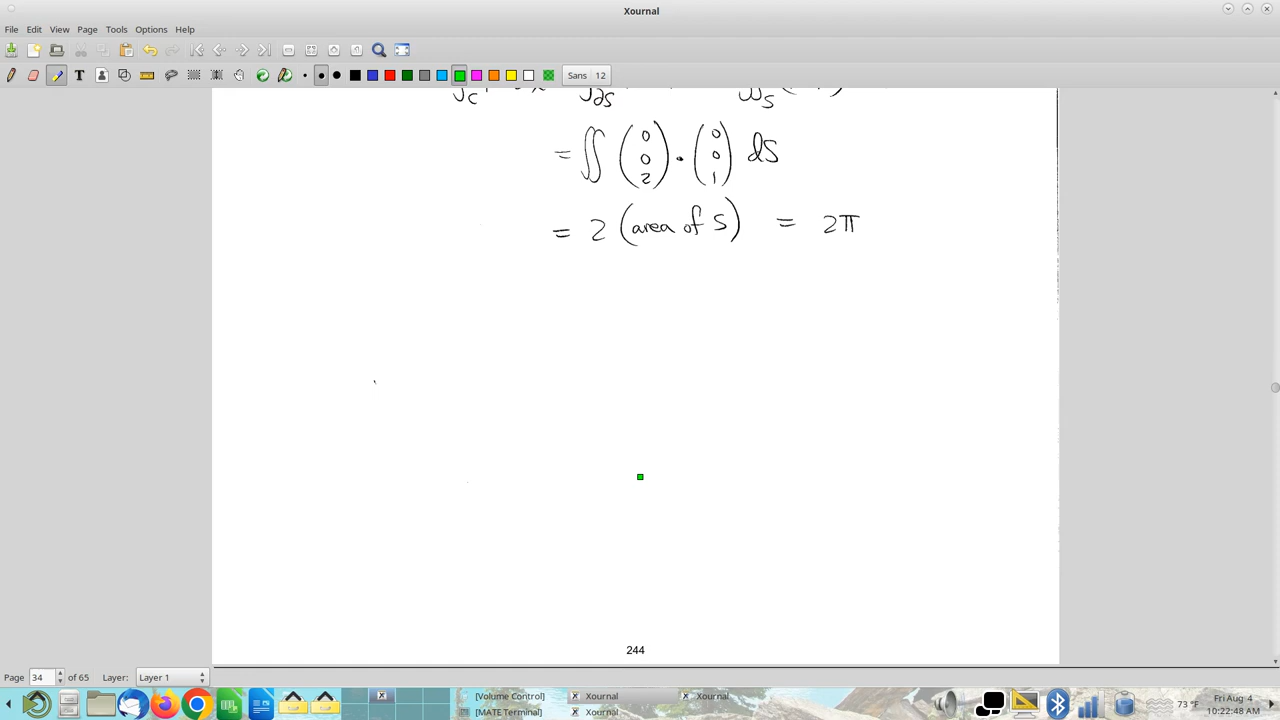 Xournal
File Edit View Page Tools Options Help
Sans 12
= ∬ (0 0 2) · (0 0 1) dS
= 2 (area of S) = 2π
244
Page 34 of 65 Layer: Layer 1
[Volume Control] Xournal Xournal
[MATE Terminal] Xournal
73 °F
Fri Aug 4
10:22:48 AM